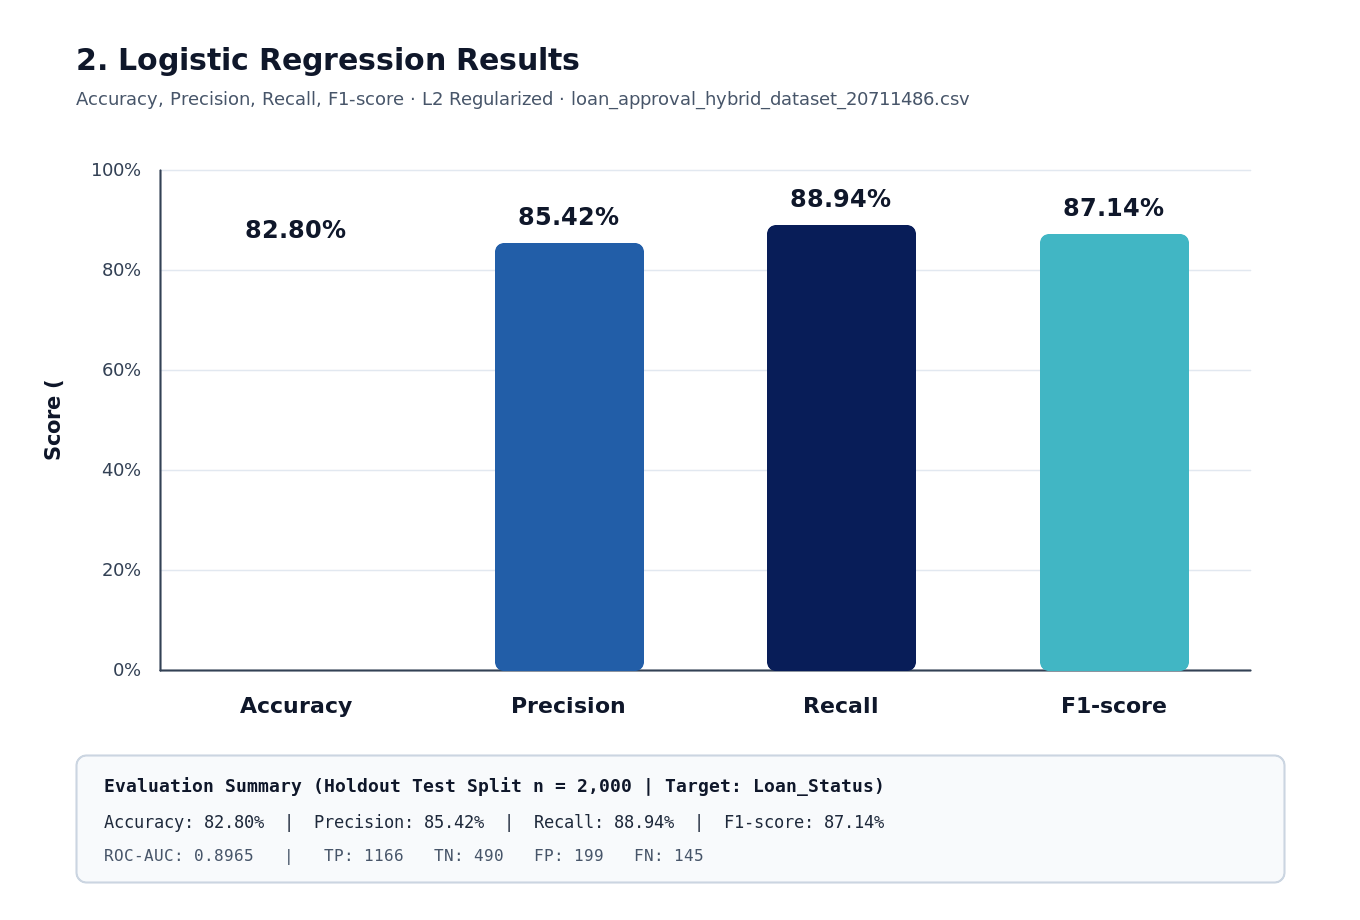 2. Logistic Regression Results
Accuracy, Precision, Recall, F1-score · L2 Regularized · loan_approval_hybrid_dataset_20711486.csv
100%
80%
60%
40%
20%
0%
Score (
82.80%
85.42%
88.94%
87.14%
Accuracy
Precision
Recall
F1-score
Evaluation Summary (Holdout Test Split n = 2,000 | Target: Loan_Status)
Accuracy: 82.80% | Precision: 85.42% | Recall: 88.94% | F1-score: 87.14%
ROC-AUC: 0.8965 | TP: 1166 TN: 490 FP: 199 FN: 145